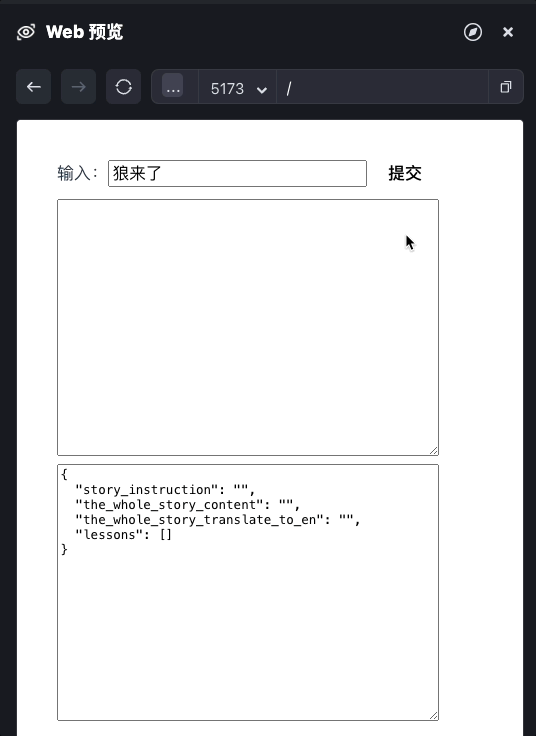 Web 预览
... 5173 /
输入： 狼来了 提交
{
  "story_instruction": "",
  "the_whole_story_content": "",
  "the_whole_story_translate_to_en": "",
  "lessons": []
}